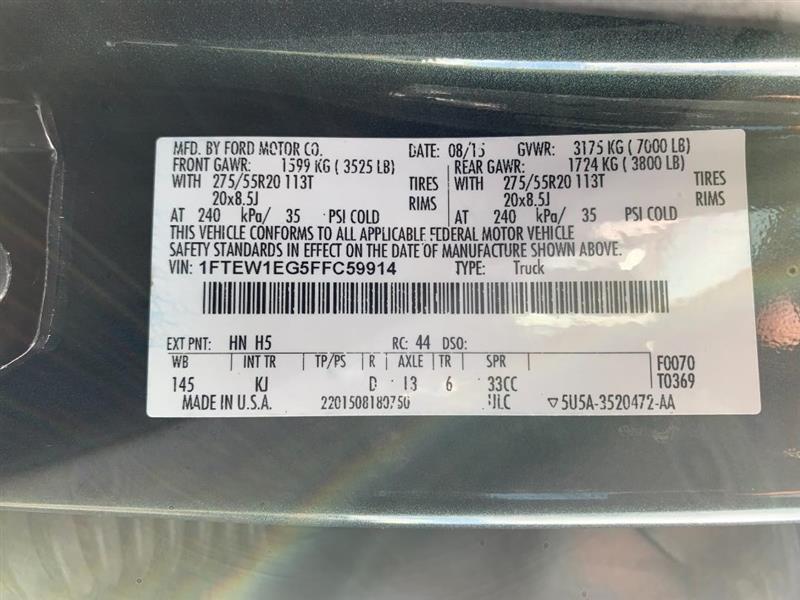 MFD. BY FORD MOTOR CO. DATE: 08/15 GVWR: 3175 KG (7000 LB)
FRONT GAWR: 1599 KG (3525 LB) REAR GAWR: 1724 KG (3800 LB)
WITH 275/55R20 113T TIRES WITH 275/55R20 113T TIRES
20x8.5J RIMS 20x8.5J RIMS
AT 240 kPa/ 35 PSI COLD AT 240 kPa/ 35 PSI COLD
THIS VEHICLE CONFORMS TO ALL APPLICABLE FEDERAL MOTOR VEHICLE
SAFETY STANDARDS IN EFFECT ON THE DATE OF MANUFACTURE SHOWN ABOVE.
VIN: 1FTEW1EG5FFC59914 TYPE: Truck
EXT PNT: HN H5 RC: 44 DSO:
WB INT TR TP/PS R AXLE TR SPR F0070
145 KJ D 13 6 33CC T0369
MADE IN U.S.A. 2201508180750 ULC ▽5U5A-3520472-AA